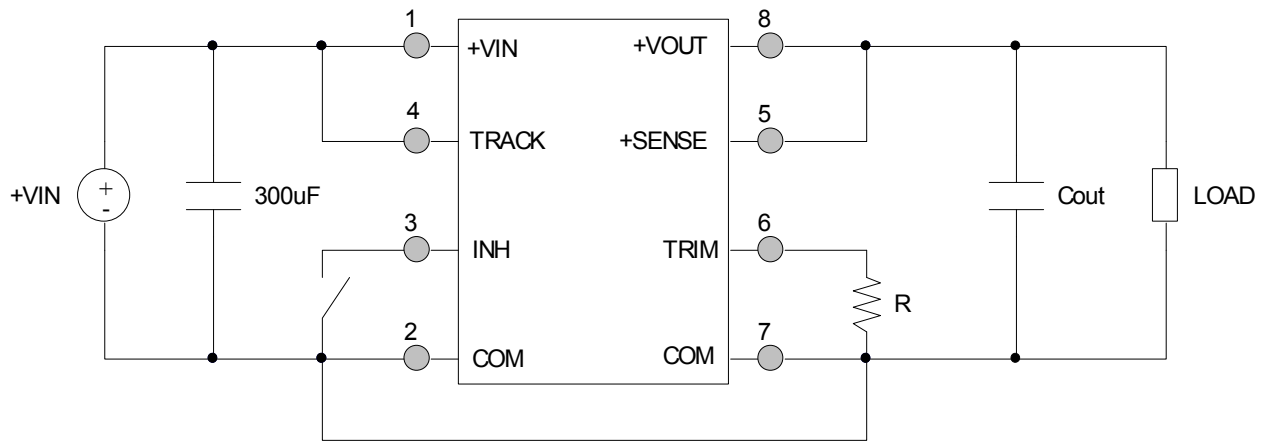 1
8
+VIN
+VOUT
4
5
TRACK
+SENSE
+VIN
+
-
300uF
Cout
LOAD
3
6
INH
TRIM
R
2
7
COM
COM